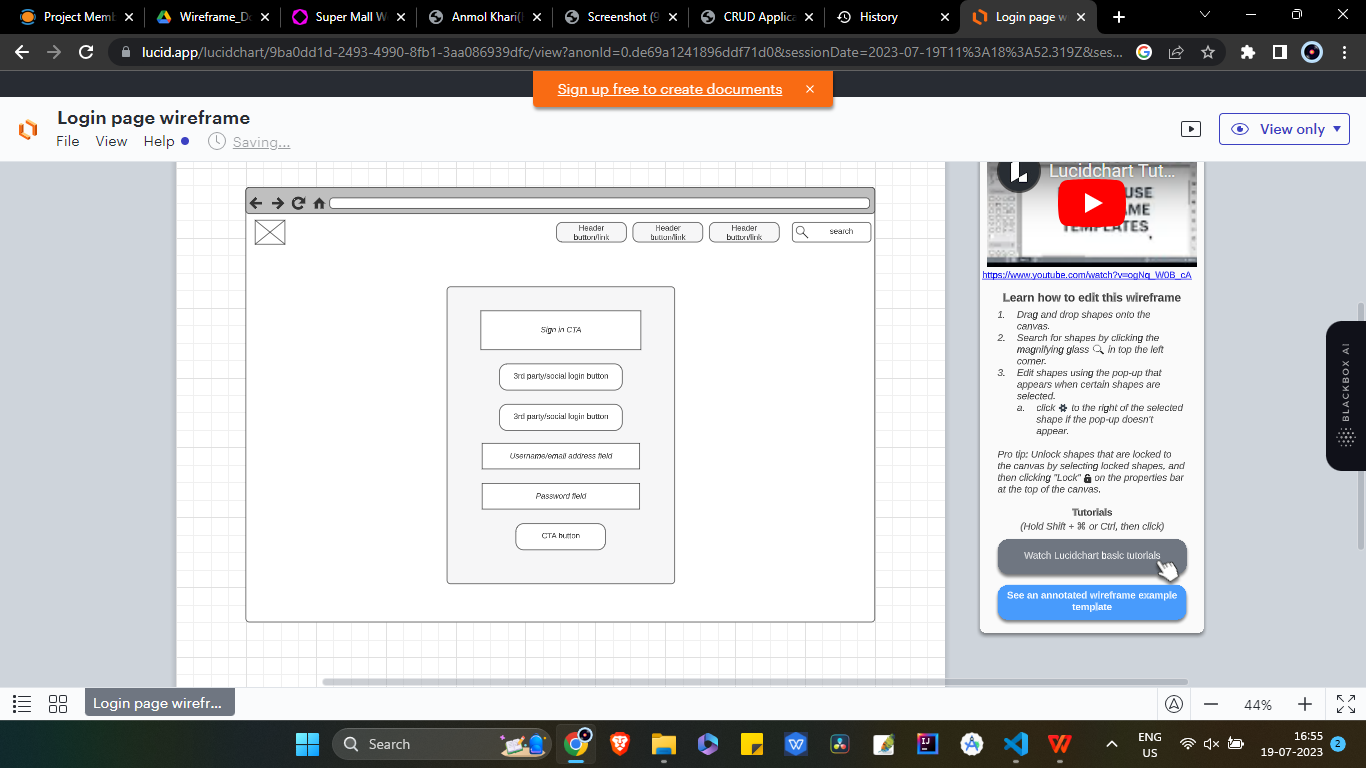 Project Memb
Wireframe_Do
Super Mall W
Anmol Khari(
Screenshot (9
CRUD Applica
History
Login page w
lucid.app/lucidchart/9ba0dd1d-2493-4990-8fb1-3aa086939dfc/view?anonId=0.de69a1241896ddf71d0&sessionDate=2023-07-19T11%3A18%3A52.319Z&ses...
Sign up free to create documents
Login page wireframe
File View Help Saving...
View only
Header
button/link
Header
button/link
Header
button/link
search
Sign in CTA
3rd party/social login button
3rd party/social login button
Username/email address field
Password field
CTA button
Lucidchart Tut...
USE
AME
TEMPLATES
https://www.youtube.com/watch?v=ogNq_W0B_cA
Learn how to edit this wireframe
1. Drag and drop shapes onto the
canvas.
2. Search for shapes by clicking the
magnifying glass in top the left
corner.
3. Edit shapes using the pop-up that
appears when certain shapes are
selected.
a. click to the right of the selected
shape if the pop-up doesn't
appear.
Pro tip: Unlock shapes that are locked to
the canvas by selecting locked shapes, and
then clicking "Lock" on the properties bar
at the top of the canvas.
Tutorials
(Hold Shift + ⌘ or Ctrl, then click)
Watch Lucidchart basic tutorials
See an annotated wireframe example
template
BLACKBOX AI
Login page wirefr...
44%
Search
ENG
US
16:55
19-07-2023
2